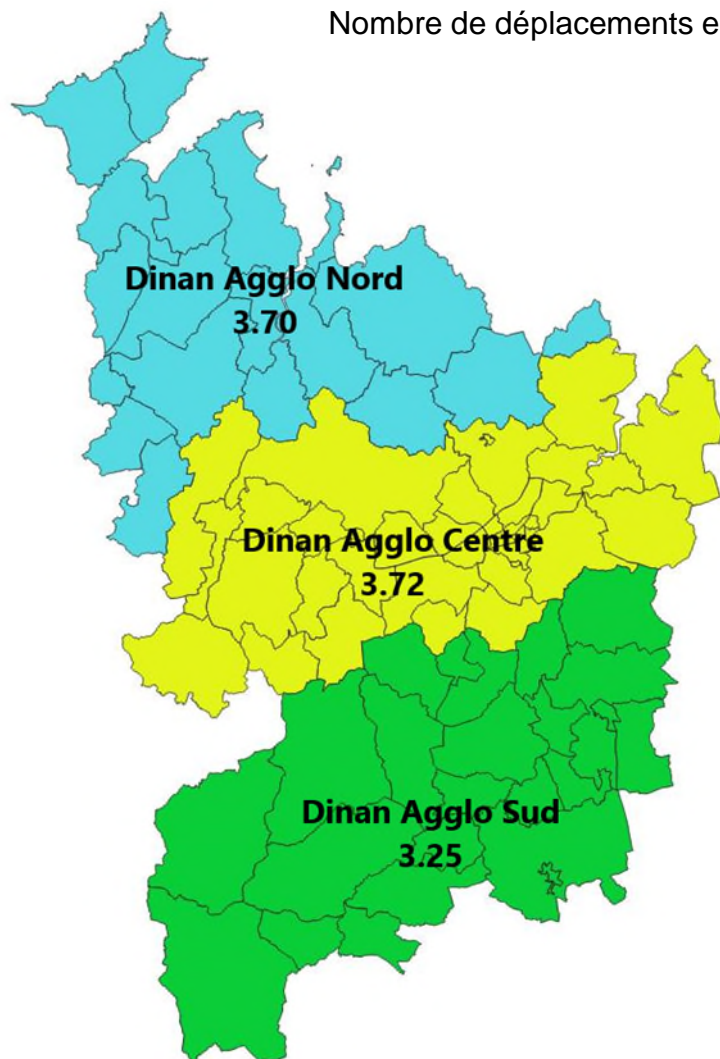 Nombre de déplacements e
Dinan Agglo Nord
3.70
Dinan Agglo Centre
3.72
Dinan Agglo Sud
3.25